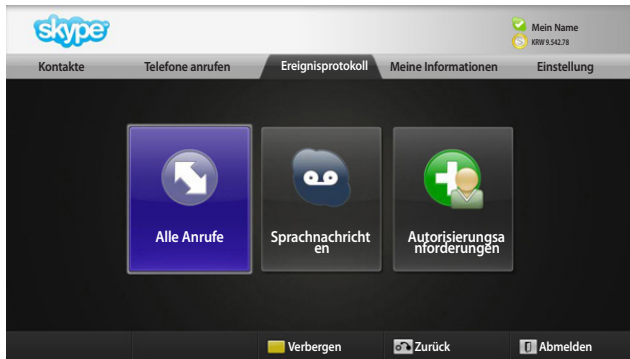 skype
Mein Name
KRW 9.542.78
Kontakte
Telefone anrufen
Ereignisprotokoll
Meine Informationen
Einstellung
Alle Anrufe
Sprachnachricht
en
Autorisierungsa
nforderungen
Verbergen
Zurück
Abmelden